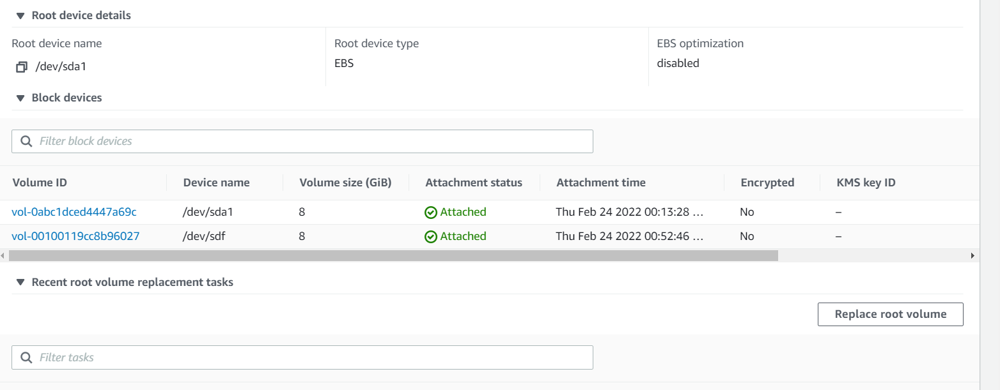 Root device details
Root device name Root device type EBS optimization
/dev/sda1 EBS disabled
Block devices
Filter block devices
Volume ID Device name Volume size (GiB) Attachment status Attachment time Encrypted KMS key ID
vol-0abc1dced4447a69c /dev/sda1 8 Attached Thu Feb 24 2022 00:13:28 … No –
vol-00100119cc8b96027 /dev/sdf 8 Attached Thu Feb 24 2022 00:52:46 … No –
Recent root volume replacement tasks
Replace root volume
Filter tasks